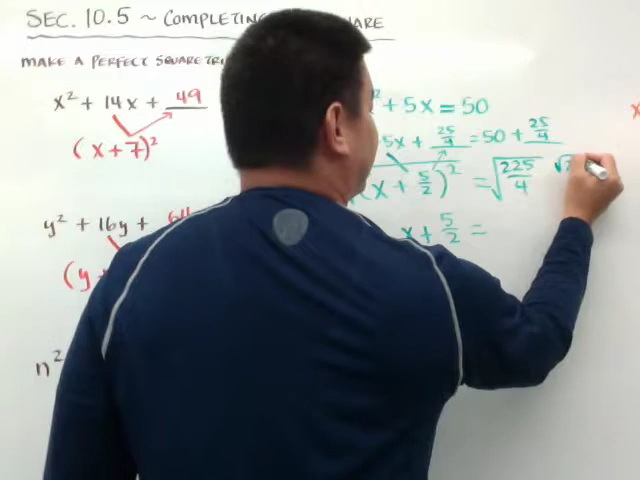 SEC. 10.5 ~ COMPLETING
MAKE A PERFECT SQUARE
x² + 14x + 49
(x + 7)²
y² + 16y +
(y
n²
+ 5x = 50
5x + 25/4 = 50 + 25/4
(x + 5/2)² = √225/4
x + 5/2 =